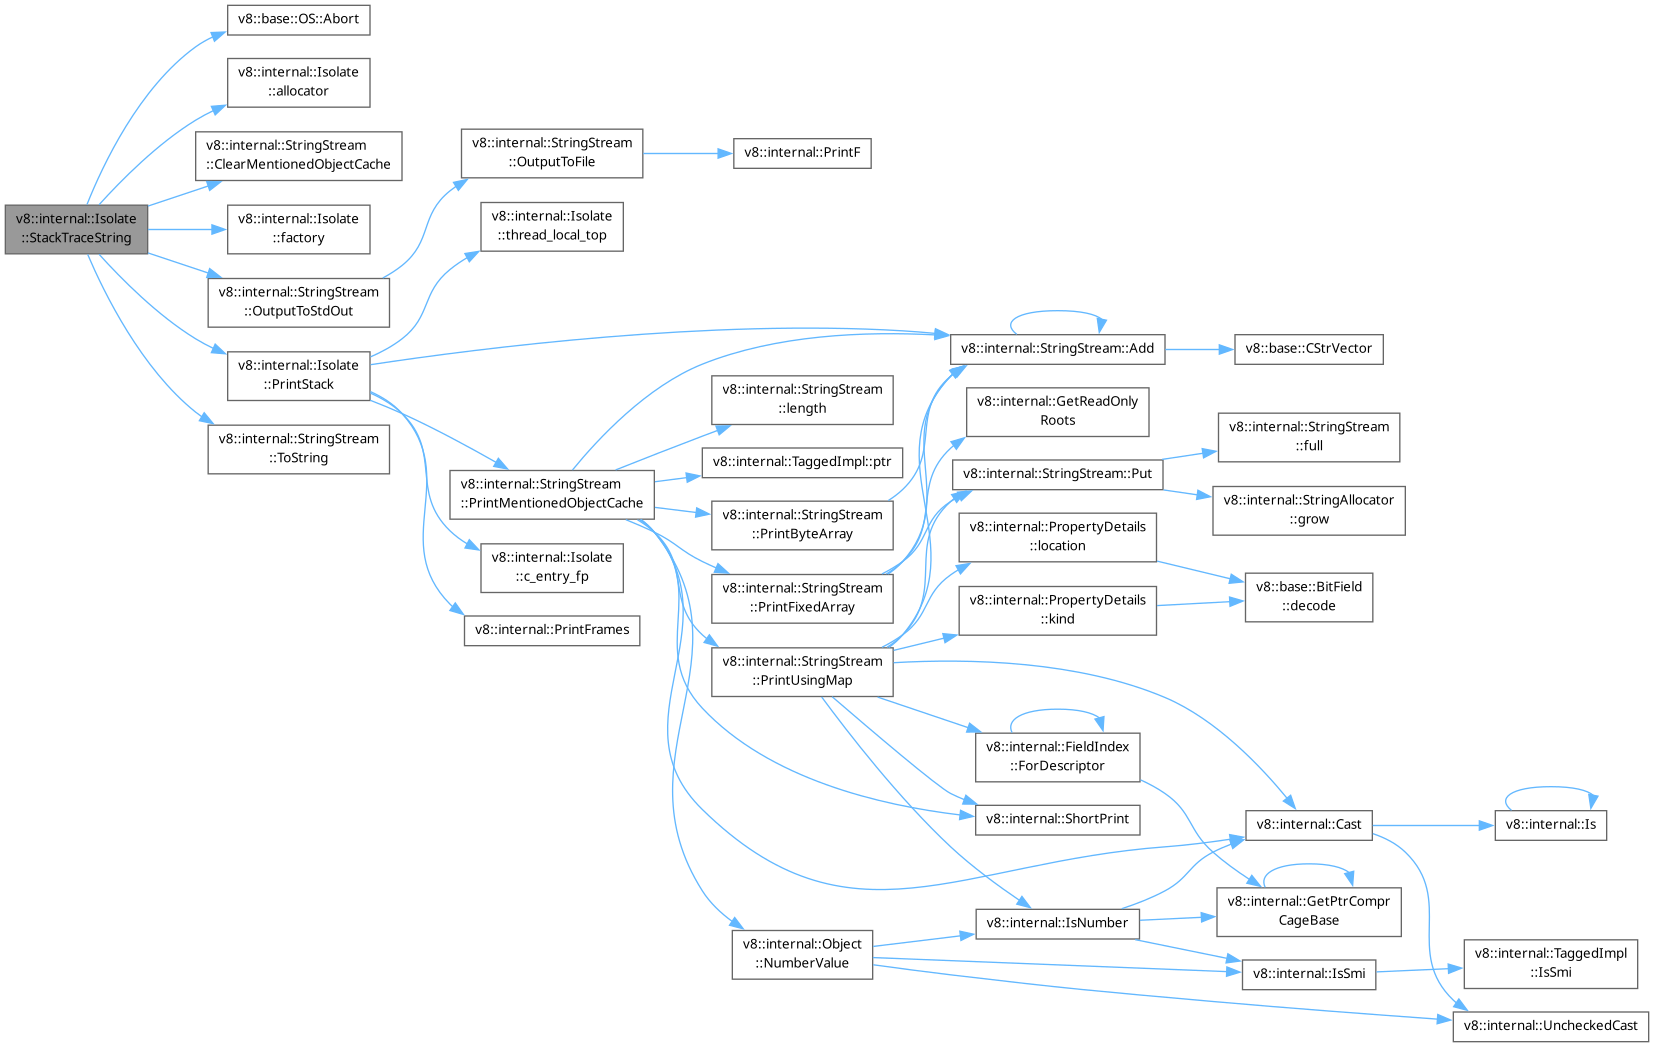 v8::internal::Isolate
::StackTraceString
v8::base::OS::Abort
v8::internal::Isolate
::allocator
v8::internal::StringStream
::ClearMentionedObjectCache
v8::internal::Isolate
::factory
v8::internal::StringStream
::OutputToStdOut
v8::internal::StringStream
::OutputToFile
v8::internal::PrintF
v8::internal::Isolate
::PrintStack
v8::internal::Isolate
::thread_local_top
v8::internal::StringStream::Add
v8::base::CStrVector
v8::internal::StringStream
::PrintMentionedObjectCache
v8::internal::StringStream
::length
v8::internal::TaggedImpl::ptr
v8::internal::StringStream
::PrintByteArray
v8::internal::StringStream
::PrintFixedArray
v8::internal::GetReadOnly
Roots
v8::internal::StringStream::Put
v8::internal::StringStream
::full
v8::internal::StringAllocator
::grow
v8::internal::StringStream
::PrintUsingMap
v8::internal::PropertyDetails
::location
v8::internal::PropertyDetails
::kind
v8::base::BitField
::decode
v8::internal::FieldIndex
::ForDescriptor
v8::internal::ShortPrint
v8::internal::Cast
v8::internal::Is
v8::internal::GetPtrCompr
CageBase
v8::internal::IsNumber
v8::internal::Object
::NumberValue
v8::internal::IsSmi
v8::internal::TaggedImpl
::IsSmi
v8::internal::UncheckedCast
v8::internal::Isolate
::c_entry_fp
v8::internal::PrintFrames
v8::internal::StringStream
::ToString